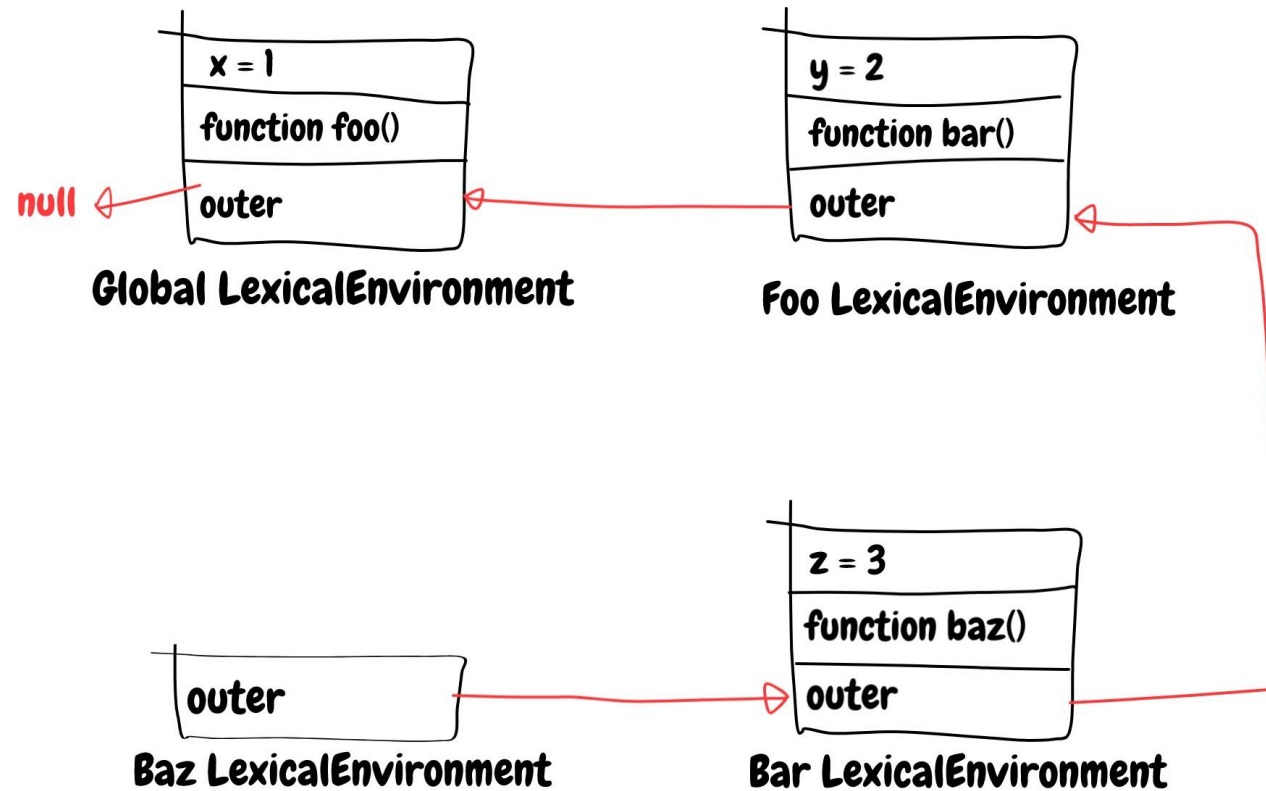 x = 1
function foo()
outer
null
Global LexicalEnvironment
y = 2
function bar()
outer
Foo LexicalEnvironment
outer
Baz LexicalEnvironment
z = 3
function baz()
outer
Bar LexicalEnvironment